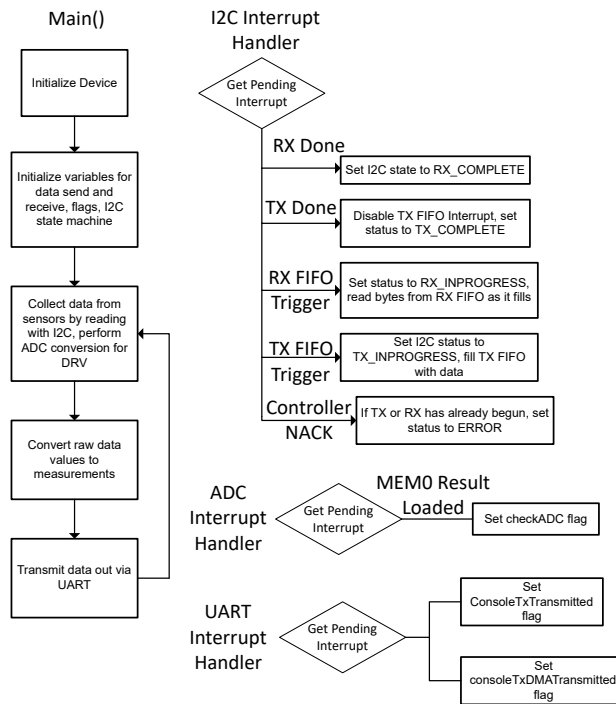 Main()
Initialize Device
Initialize variables for
data send and
receive, flags, I2C
state machine
Collect data from
sensors by reading
with I2C, perform
ADC conversion for
DRV
Convert raw data
values to
measurements
Transmit data out via
UART
I2C Interrupt
Handler
Get Pending
Interrupt
RX Done
Set I2C state to RX_COMPLETE
TX Done
Disable TX FIFO Interrupt, set
status to TX_COMPLETE
RX FIFO
Trigger
Set status to RX_INPROGRESS,
read bytes from RX FIFO as it fills
TX FIFO
Trigger
Set I2C status to
TX_INPROGRESS, fill TX FIFO
with data
Controller
NACK
If TX or RX has already begun, set
status to ERROR
ADC
Interrupt
Handler
Get Pending
Interrupt
MEM0 Result
Loaded
Set checkADC flag
UART
Interrupt
Handler
Get Pending
Interrupt
Set
ConsoleTxTransmitted
flag
Set
consoleTxDMATransmitted
flag